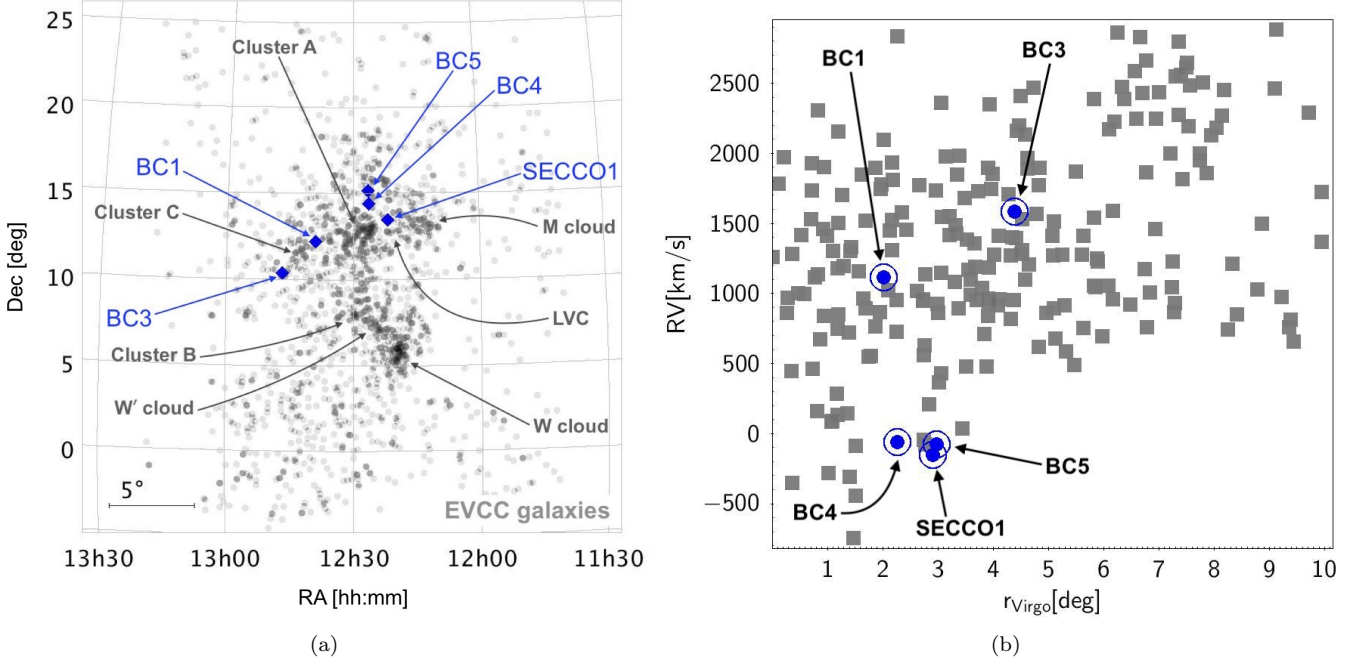 25
20
15
10
5
0
Dec [deg]
Cluster A
BC5
BC4
BC1
SECCO1
Cluster C
M cloud
BC3
LVC
Cluster B
W′ cloud
W cloud
5°
EVCC galaxies
13h30
13h00
12h30
12h00
11h30
RA [hh:mm]
(a)
2500
2000
1500
1000
500
0
−500
RV[km/s]
BC1
BC3
BC5
BC4
SECCO1
1 2 3 4 5 6 7 8 9 10
rVirgo[deg]
(b)